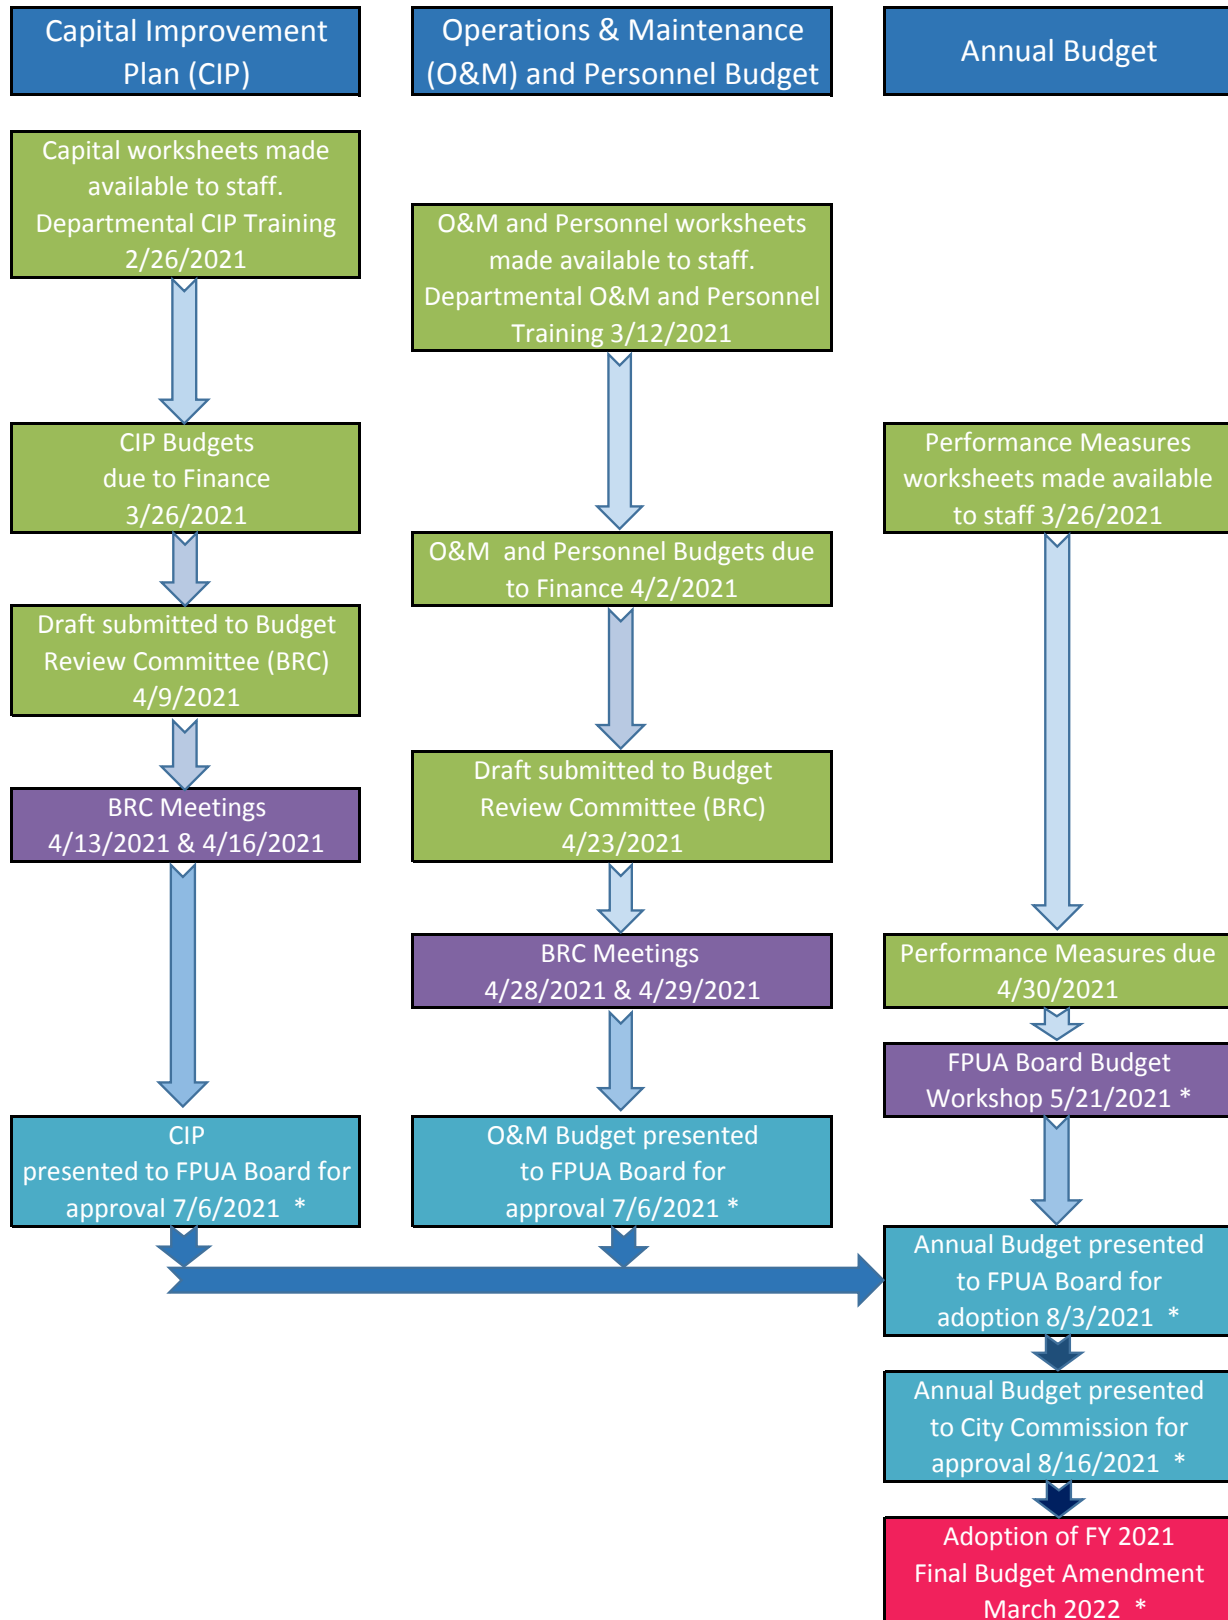 Capital Improvement
Plan (CIP)
Operations & Maintenance
(O&M) and Personnel Budget
Annual Budget
Capital worksheets made
available to staff.
Departmental CIP Training
2/26/2021
O&M and Personnel worksheets
made available to staff.
Departmental O&M and Personnel
Training 3/12/2021
CIP Budgets
due to Finance
3/26/2021
Performance Measures
worksheets made available
to staff 3/26/2021
O&M and Personnel Budgets due
to Finance 4/2/2021
Draft submitted to Budget
Review Committee (BRC)
4/9/2021
Draft submitted to Budget
Review Committee (BRC)
4/23/2021
BRC Meetings
4/13/2021 & 4/16/2021
BRC Meetings
4/28/2021 & 4/29/2021
Performance Measures due
4/30/2021
FPUA Board Budget
Workshop 5/21/2021 *
CIP
presented to FPUA Board for
approval 7/6/2021 *
O&M Budget presented
to FPUA Board for
approval 7/6/2021 *
Annual Budget presented
to FPUA Board for
adoption 8/3/2021 *
Annual Budget presented
to City Commission for
approval 8/16/2021 *
Adoption of FY 2021
Final Budget Amendment
March 2022 *